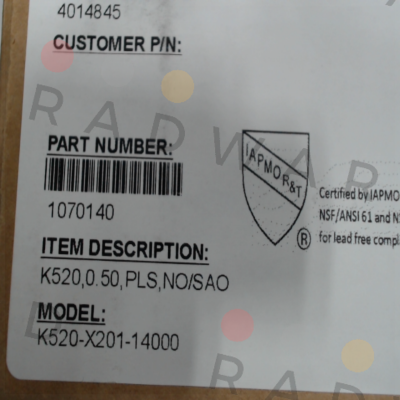 4014845
CUSTOMER P/N:
RADWAR
PART NUMBER:
1070140
IAPMO R&T
®
Certified by IAPMO
NSF/ANSI 61 and N
for lead free compl
ITEM DESCRIPTION:
K520,0.50,PLS,NO/SAO
MODEL:
K520-X201-14000
RADWAR